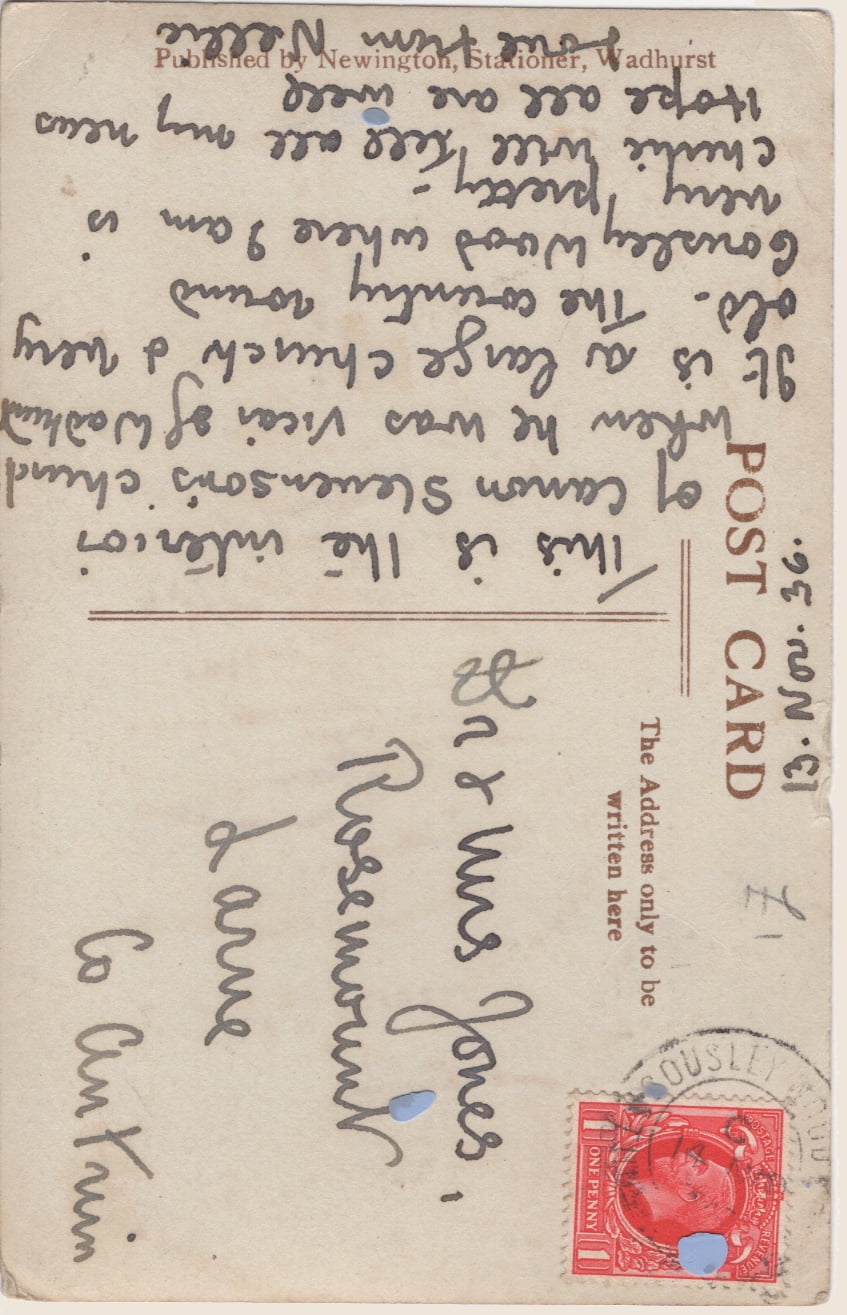 13. Nov. 36.
POST CARD
£1
The Address only to be
written here
POSTAGE REVENUE
1 ONE PENNY 1
This is the interior
of Canon Stevenson's church
when he was vicar of Wadhurst
It is a large church & very
old. The country round
Cousley Wood where I am is
very pretty.
will tell all my news
Hope all are well
Love from Nellie
Dr & Mrs Jones,
Rosemount
Larne
Co Antrim
Published by Newington, Stationer, Wadhurst